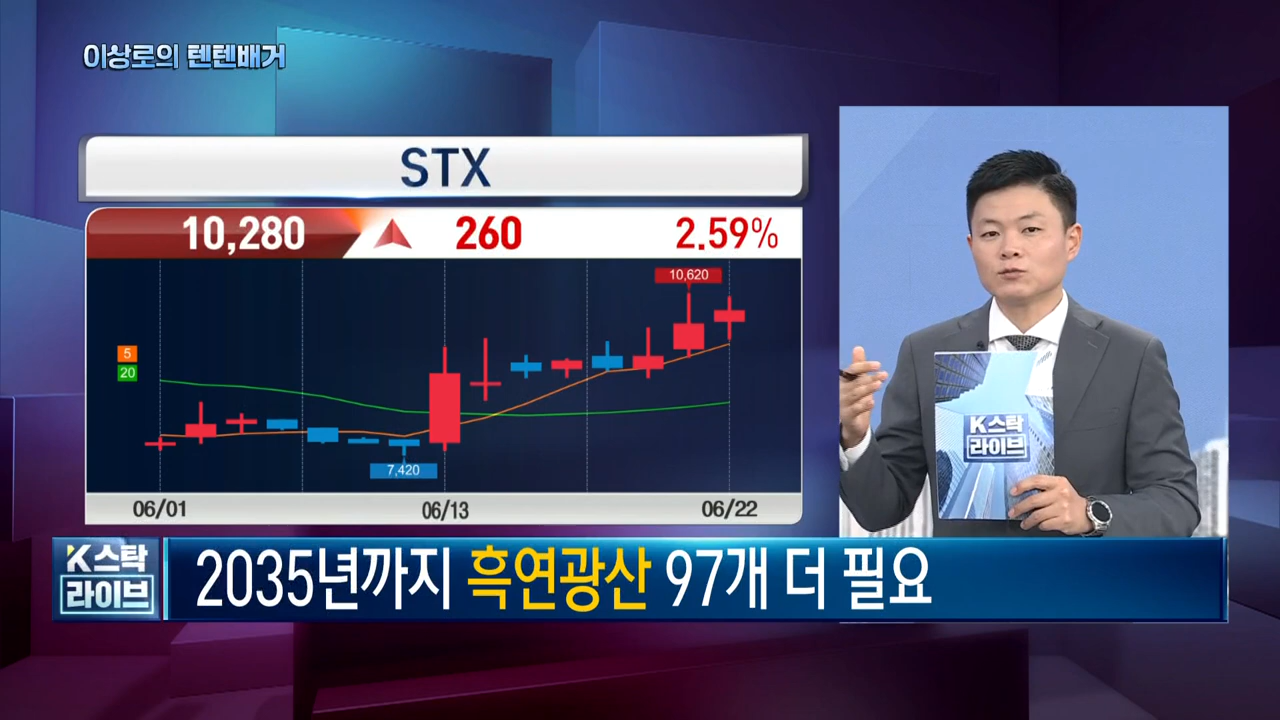 이상로의 텐텐배거
STX
10,280 260 2.59%
10,620
5
20
7,420
06/01 06/13 06/22
K스탁
라이브
K스탁
라이브
2035년까지 흑연광산 97개 더 필요